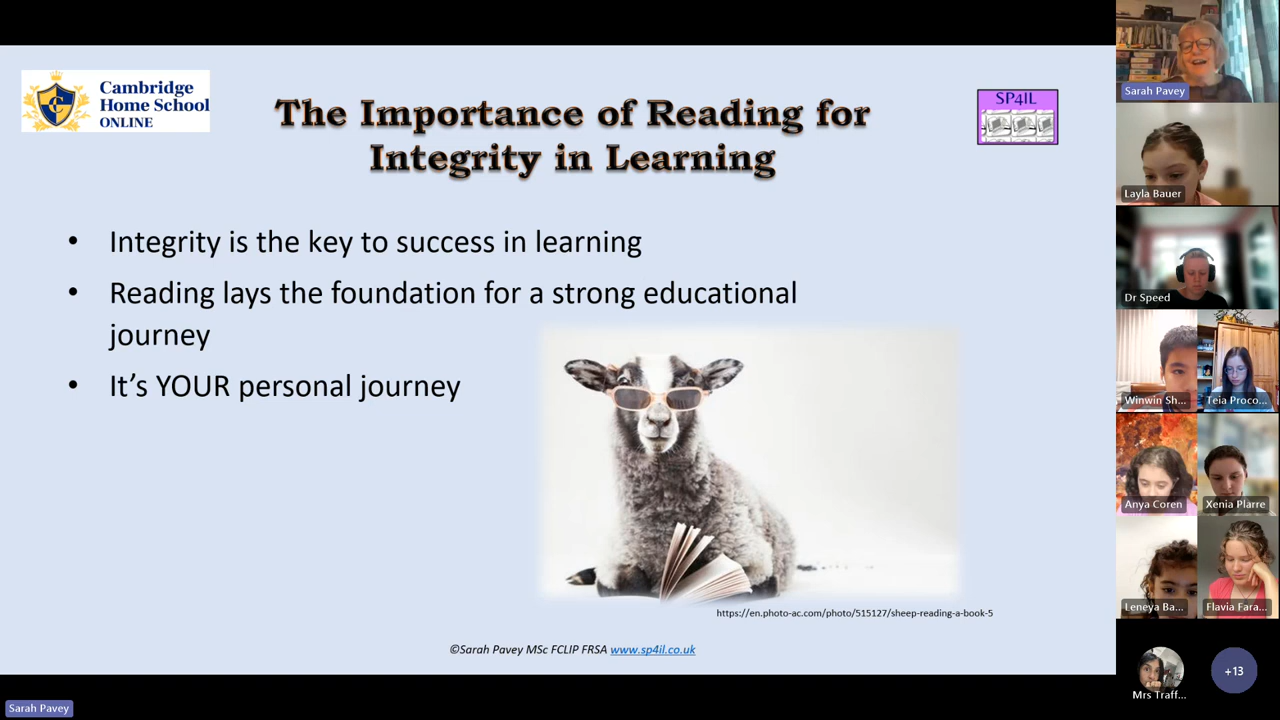 Cambridge
Home School
ONLINE
The Importance of Reading for
Integrity in Learning
SP4IL
• Integrity is the key to success in learning
• Reading lays the foundation for a strong educational
journey
• It's YOUR personal journey
https://en.photo-ac.com/photo/515127/sheep-reading-a-book-5
©Sarah Pavey MSc FCLIP FRSA www.sp4il.co.uk
Sarah Pavey
Sarah Pavey
Layla Bauer
Dr Speed
Winwin Sh...
Teia Proco...
Anya Coren
Xenia Plarre
Leneya Ba...
Flavia Fara...
Mrs Traff...
+13